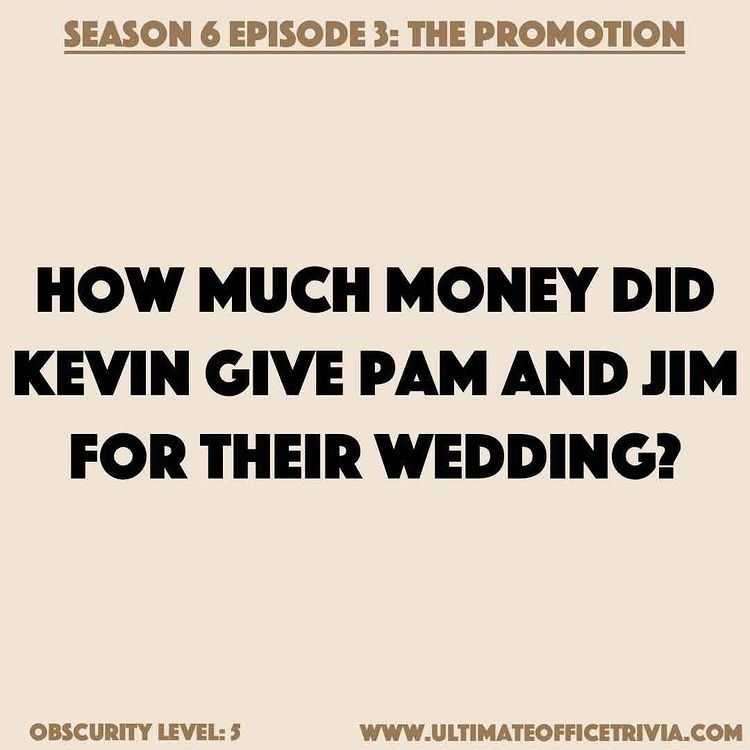 SEASON 6 EPISODE 3: THE PROMOTION
HOW MUCH MONEY DID
KEVIN GIVE PAM AND JIM
FOR THEIR WEDDING?
OBSCURITY LEVEL: 5
WWW.ULTIMATEOFFICETRIVIA.COM